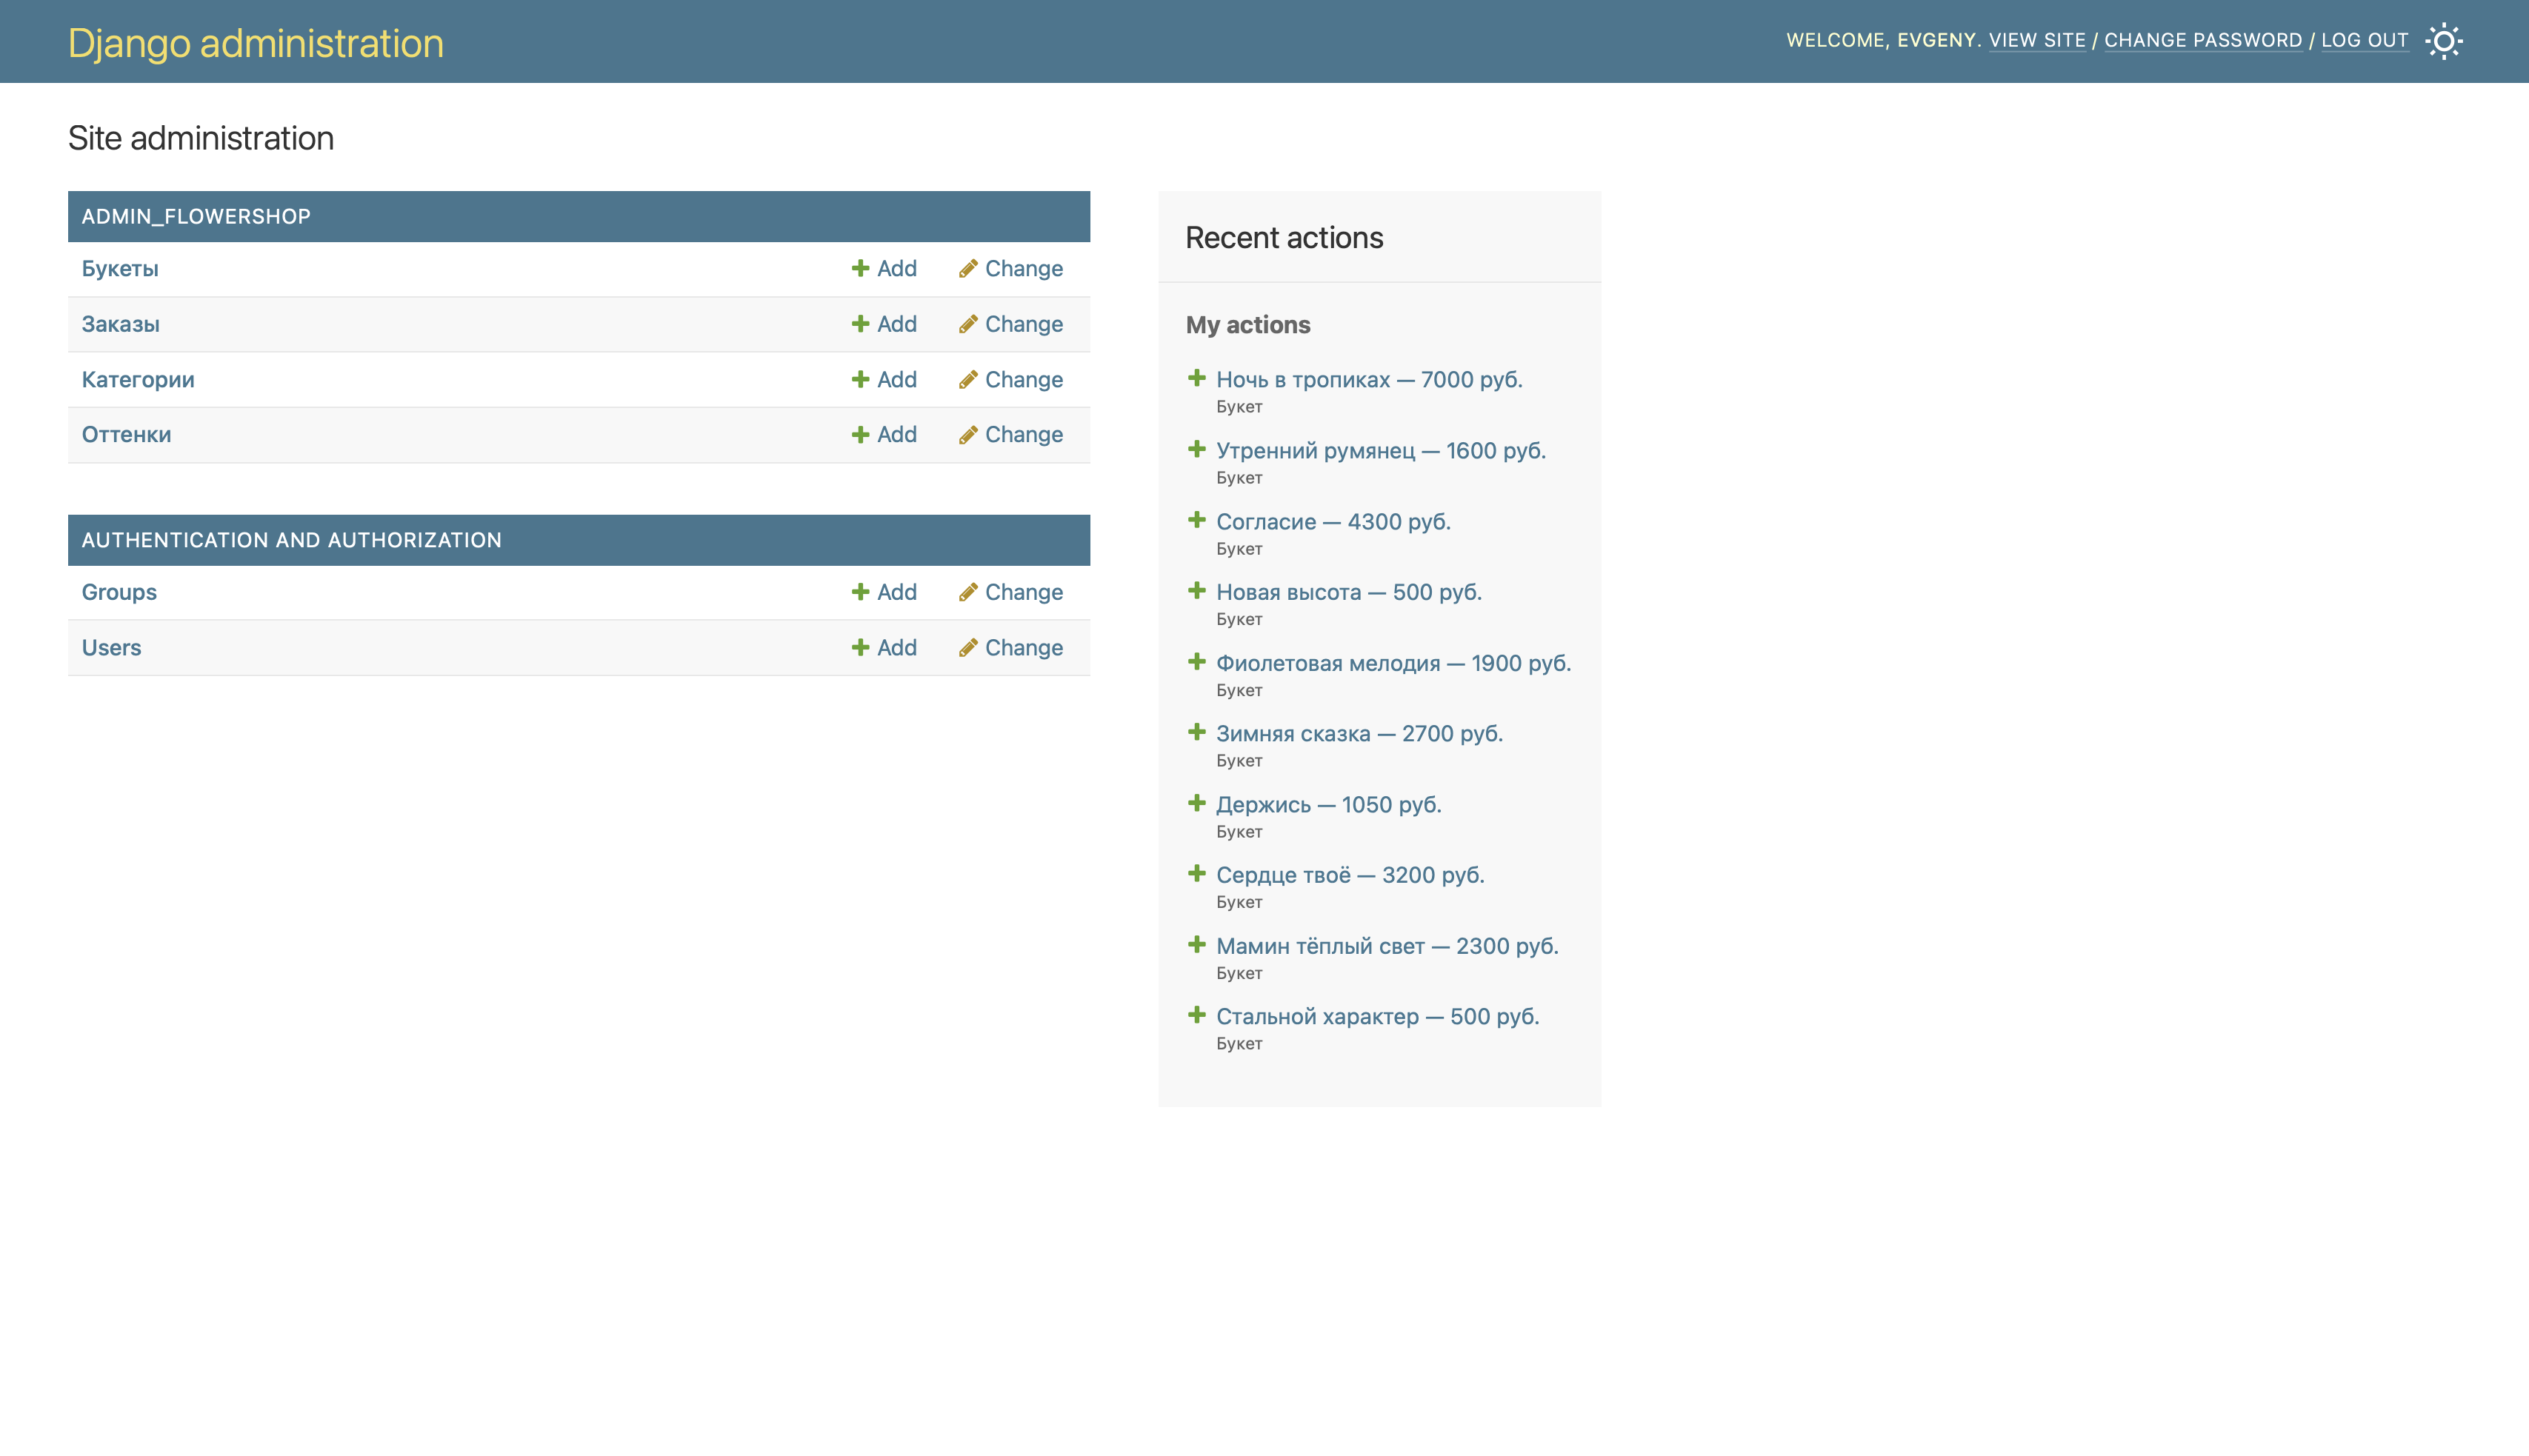 Django administration
WELCOME, EVGENY. VIEW SITE / CHANGE PASSWORD / LOG OUT
Site administration
ADMIN_FLOWERSHOP
Букеты Add Change
Заказы Add Change
Категории Add Change
Оттенки Add Change
AUTHENTICATION AND AUTHORIZATION
Groups Add Change
Users Add Change
Recent actions
My actions
Ночь в тропиках — 7000 руб.
Букет
Утренний румянец — 1600 руб.
Букет
Согласие — 4300 руб.
Букет
Новая высота — 500 руб.
Букет
Фиолетовая мелодия — 1900 руб.
Букет
Зимняя сказка — 2700 руб.
Букет
Держись — 1050 руб.
Букет
Сердце твоё — 3200 руб.
Букет
Мамин тёплый свет — 2300 руб.
Букет
Стальной характер — 500 руб.
Букет